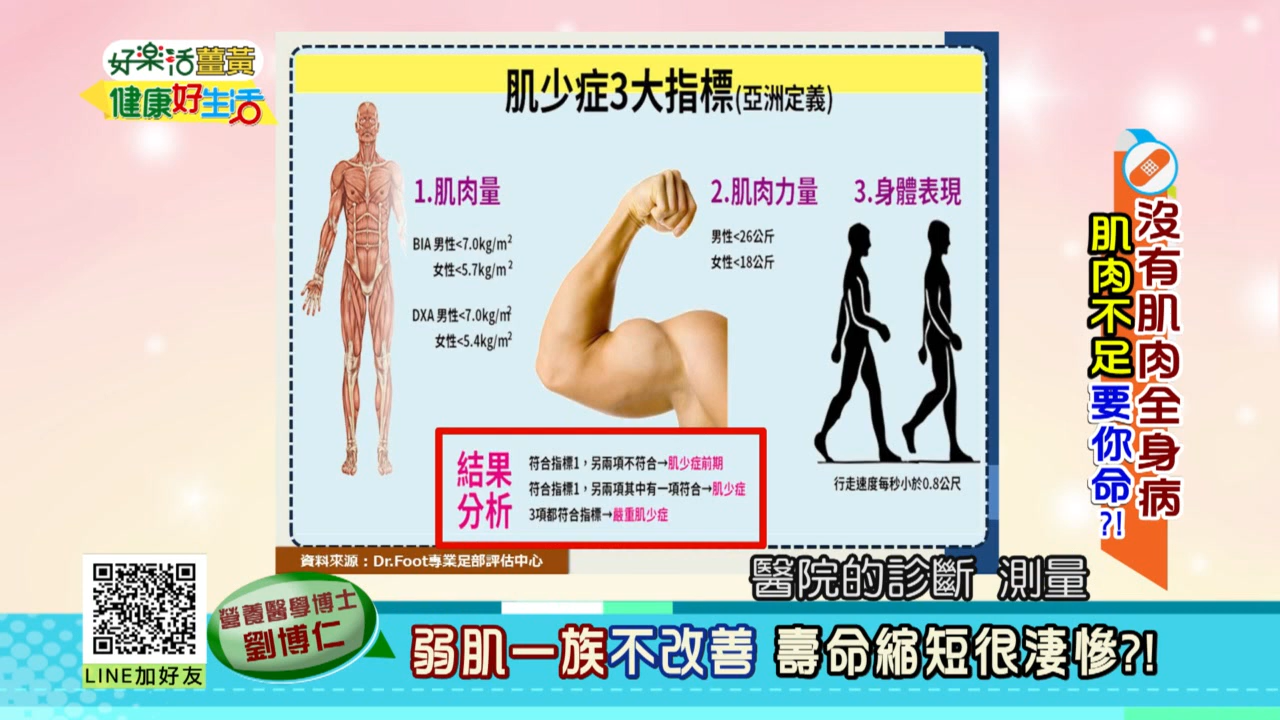 好楽活薑黃
健康好生活
肌少症3大指標(亞洲定義)
1.肌肉量
BIA 男性<7.0kg/m²
女性<5.7kg/m²
DXA 男性<7.0kg/m²
女性<5.4kg/m²
2.肌肉力量
男性<26公斤
女性<18公斤
3.身體表現
行走速度每秒小於0.8公尺
結果
分析
符合指標1，另兩項不符合→肌少症前期
符合指標1，另兩項其中有一項符合→肌少症
3項都符合指標→嚴重肌少症
資料來源：Dr.Foot專業足部評估中心
沒有肌肉全身病
肌肉不足要你命?!
醫院的診斷 測量
營養醫學博士
劉博仁
弱肌一族不改善 壽命縮短很淒慘?!
LINE加好友